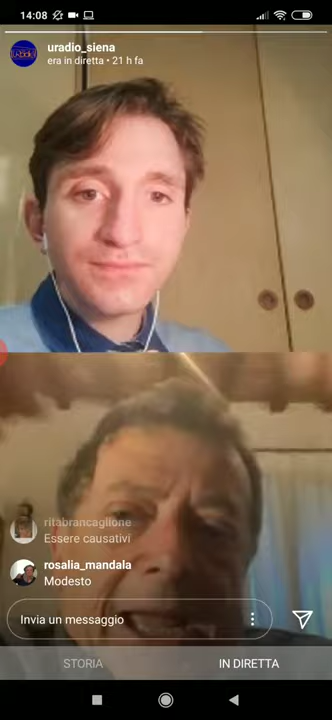 14:08
uradio_siena
era in diretta • 21 h fa
ritabrancaglione
Essere causativi
rosalia_mandala
Modesto
Invia un messaggio
STORIA IN DIRETTA